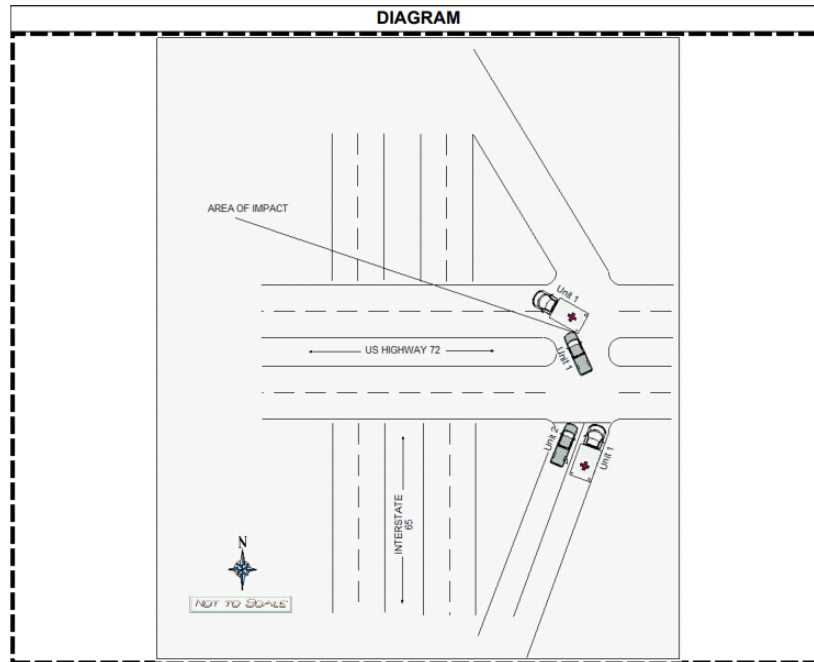 DIAGRAM
AREA OF IMPACT
Unit 1
US HIGHWAY 72
Unit 1
Unit 2
Unit 1
INTERSTATE
65
N
NOT TO SCALE